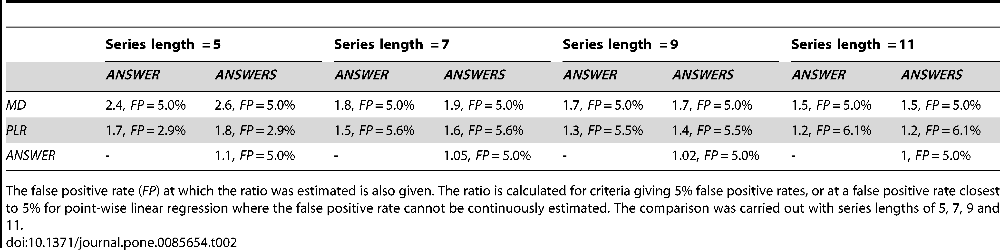 Series length = 5 Series length = 7 Series length = 9 Series length = 11
ANSWER ANSWERS ANSWER ANSWERS ANSWER ANSWERS ANSWER ANSWERS
MD 2.4, FP = 5.0% 2.6, FP = 5.0% 1.8, FP = 5.0% 1.9, FP = 5.0% 1.7, FP = 5.0% 1.7, FP = 5.0% 1.5, FP = 5.0% 1.5, FP = 5.0%
PLR 1.7, FP = 2.9% 1.8, FP = 2.9% 1.5, FP = 5.6% 1.6, FP = 5.6% 1.3, FP = 5.5% 1.4, FP = 5.5% 1.2, FP = 6.1% 1.2, FP = 6.1%
ANSWER - 1.1, FP = 5.0% - 1.05, FP = 5.0% - 1.02, FP = 5.0% - 1, FP = 5.0%
The false positive rate (FP) at which the ratio was estimated is also given. The ratio is calculated for criteria giving 5% false positive rates, or at a false positive rate closest
to 5% for point-wise linear regression where the false positive rate cannot be continuously estimated. The comparison was carried out with series lengths of 5, 7, 9 and
11.
doi:10.1371/journal.pone.0085654.t002